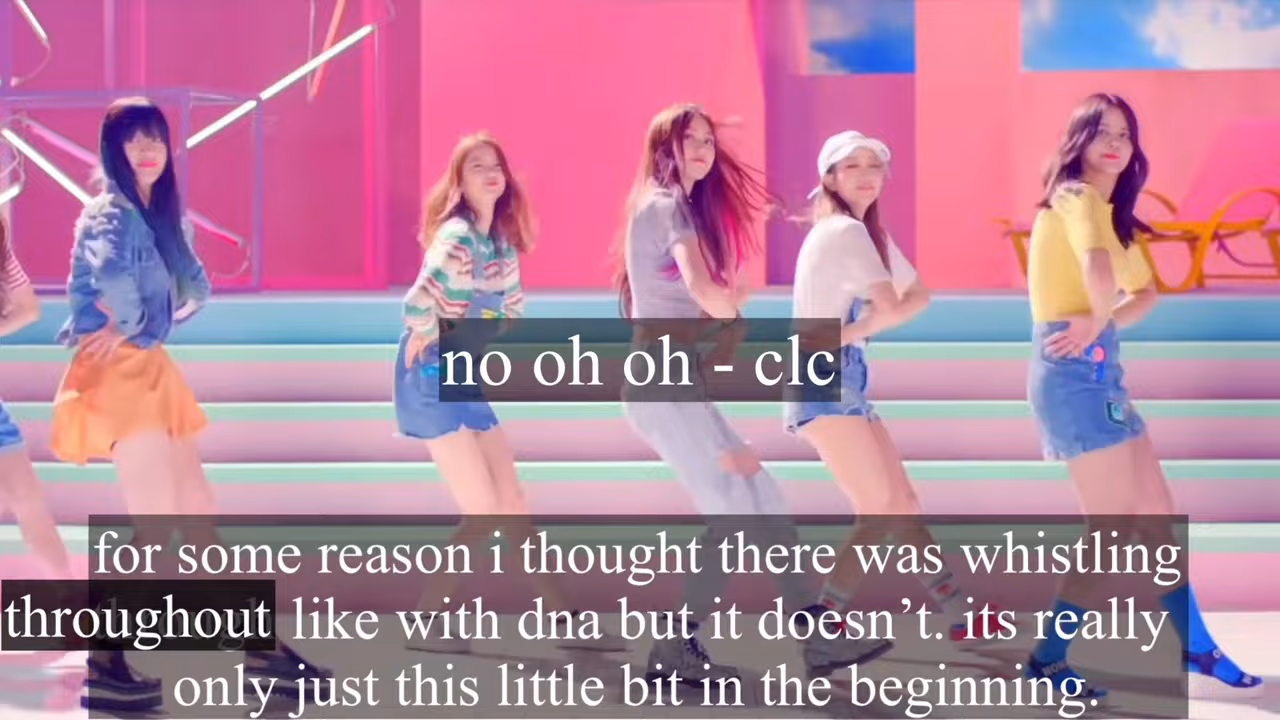 no oh oh - clc
for some reason i thought there was whistling
throughout like with dna but it doesn’t. its really
only just this little bit in the beginning.